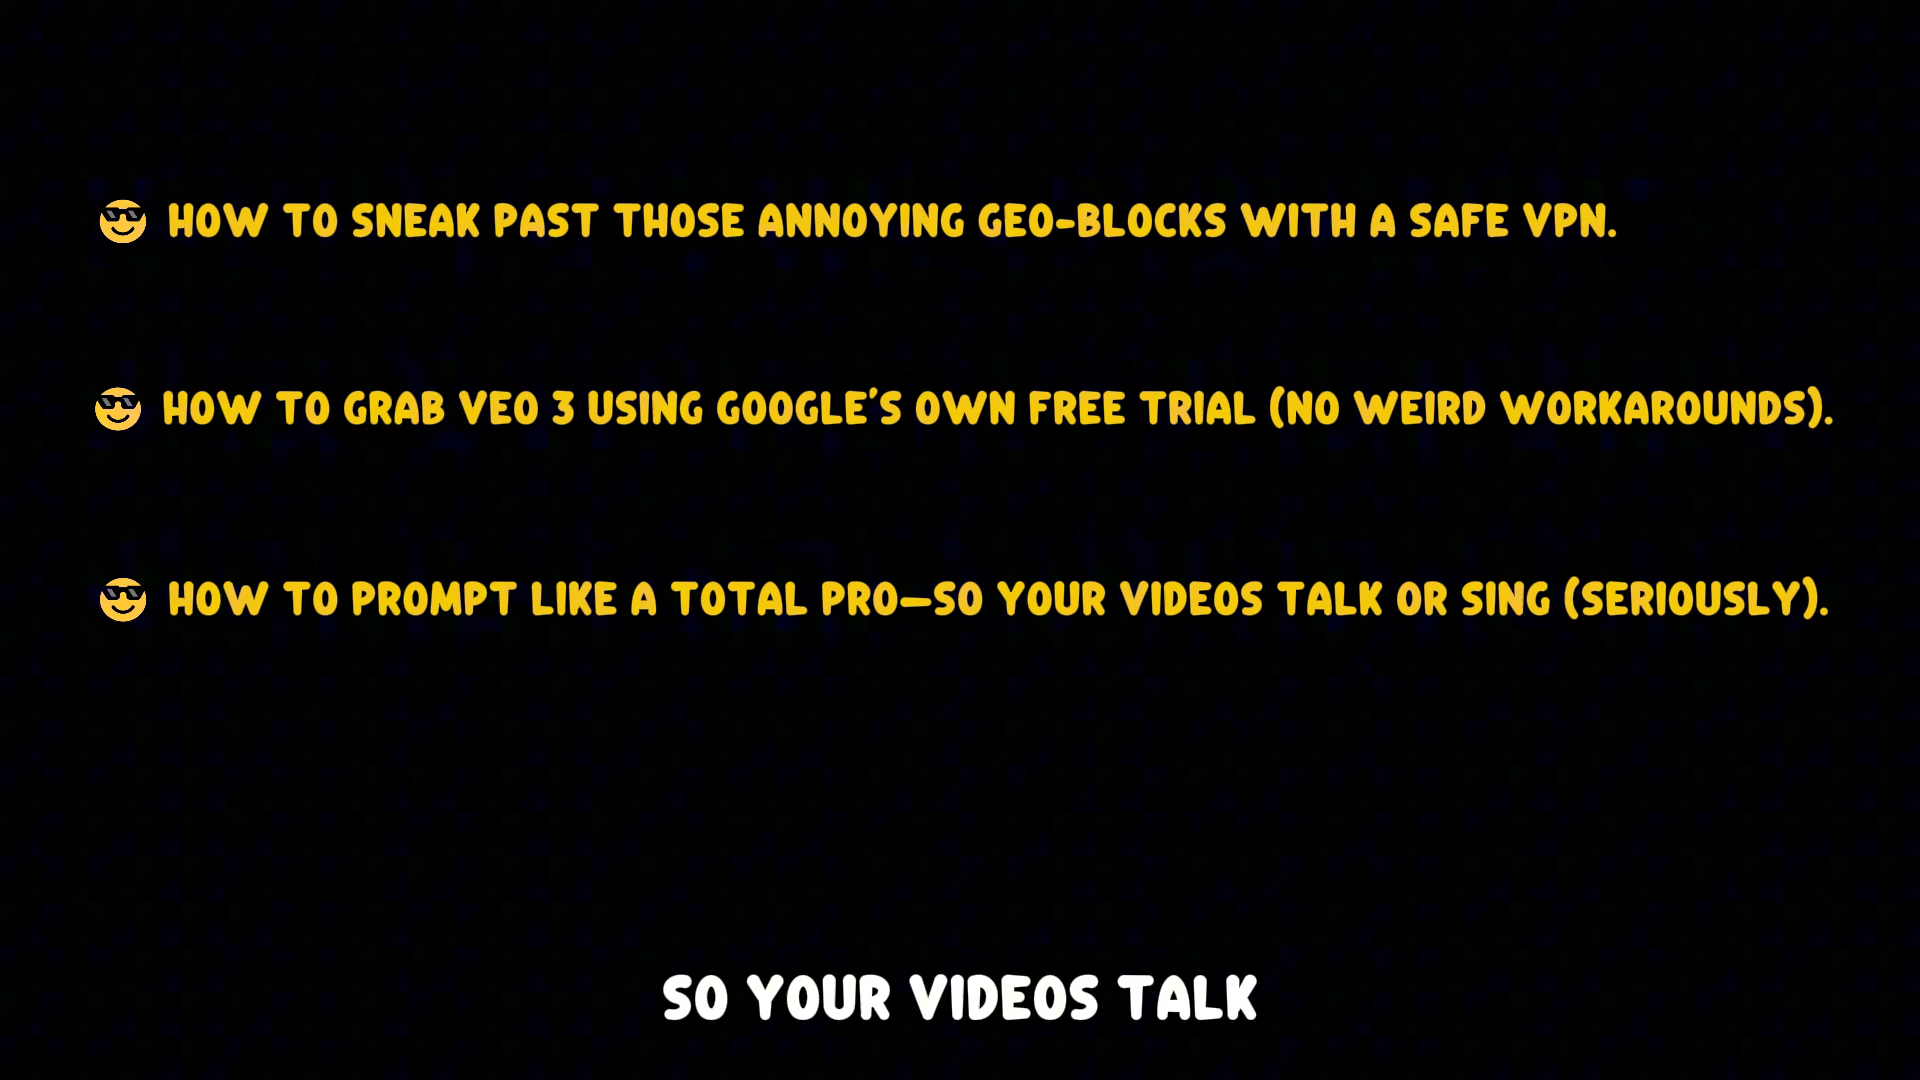 😎 HOW TO SNEAK PAST THOSE ANNOYING GEO-BLOCKS WITH A SAFE VPN.
😎 HOW TO GRAB VEO 3 USING GOOGLE'S OWN FREE TRIAL (NO WEIRD WORKAROUNDS).
😎 HOW TO PROMPT LIKE A TOTAL PRO—SO YOUR VIDEOS TALK OR SING (SERIOUSLY).
SO YOUR VIDEOS TALK